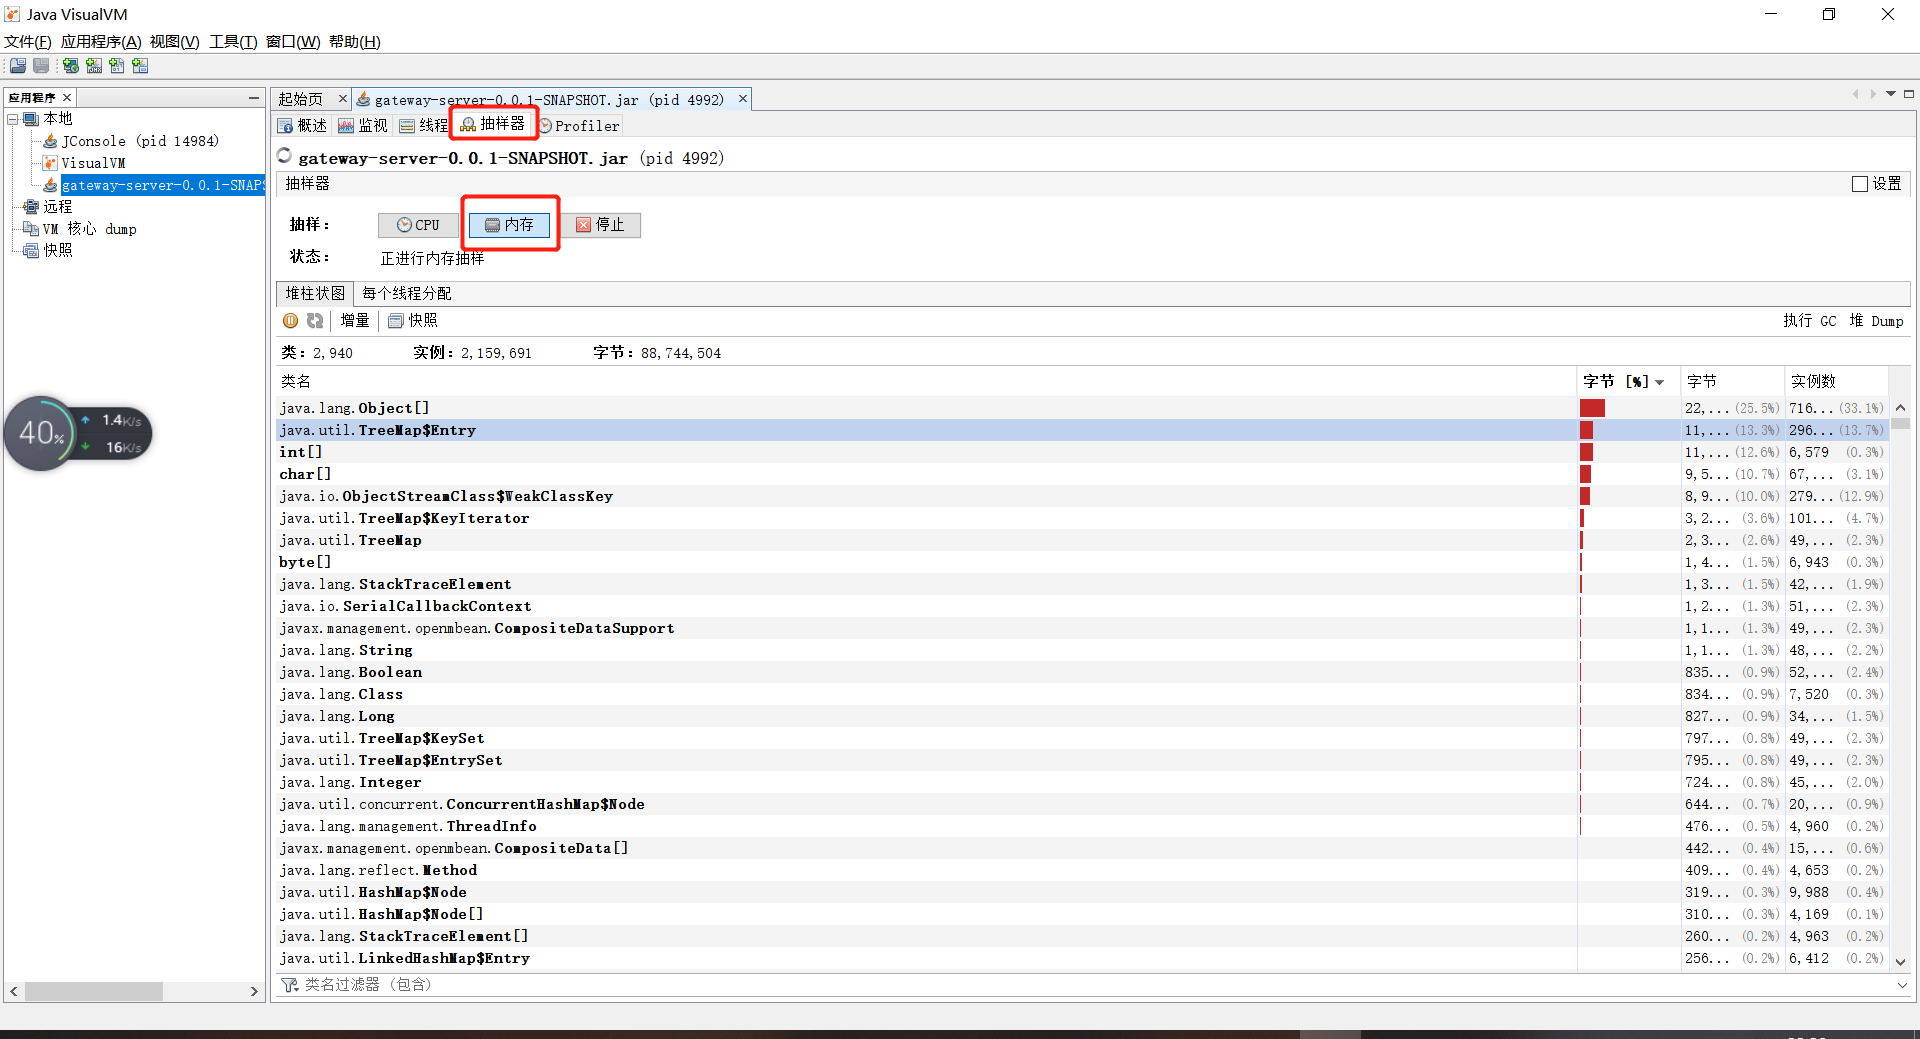 Java VisualVM
文件(F) 应用程序(A) 视图(V) 工具(T) 窗口(W) 帮助(H)
应用程序
本地
JConsole (pid 14984)
VisualVM
gateway-server-0.0.1-SNAPS
远程
VM 核心 dump
快照
40%
1.4K/s
16K/s
起始页 gateway-server-0.0.1-SNAPSHOT.jar (pid 4992)
概述 监视 线程 抽样器 Profiler
gateway-server-0.0.1-SNAPSHOT.jar (pid 4992)
抽样器 设置
抽样: CPU 内存 停止
状态: 正进行内存抽样
堆柱状图 每个线程分配
增量 快照 执行 GC 堆 Dump
类: 2,940 实例: 2,159,691 字节: 88,744,504
类名 字节 [%] 字节 实例数
java.lang.Object[] 22,... (25.5%) 716... (33.1%)
java.util.TreeMap$Entry 11,... (13.3%) 296... (13.7%)
int[] 11,... (12.6%) 6,579 (0.3%)
char[] 9,5... (10.7%) 67,... (3.1%)
java.io.ObjectStreamClass$WeakClassKey 8,9... (10.0%) 279... (12.9%)
java.util.TreeMap$KeyIterator 3,2... (3.6%) 101... (4.7%)
java.util.TreeMap 2,3... (2.6%) 49,... (2.3%)
byte[] 1,4... (1.5%) 6,943 (0.3%)
java.lang.StackTraceElement 1,3... (1.5%) 42,... (1.9%)
java.io.SerialCallbackContext 1,2... (1.3%) 51,... (2.3%)
javax.management.openmbean.CompositeDataSupport 1,1... (1.3%) 49,... (2.3%)
java.lang.String 1,1... (1.3%) 48,... (2.2%)
java.lang.Boolean 835... (0.9%) 52,... (2.4%)
java.lang.Class 834... (0.9%) 7,520 (0.3%)
java.lang.Long 827... (0.9%) 34,... (1.5%)
java.util.TreeMap$KeySet 797... (0.8%) 49,... (2.3%)
java.util.TreeMap$EntrySet 795... (0.8%) 49,... (2.3%)
java.lang.Integer 724... (0.8%) 45,... (2.0%)
java.util.concurrent.ConcurrentHashMap$Node 644... (0.7%) 20,... (0.9%)
java.lang.management.ThreadInfo 476... (0.5%) 4,960 (0.2%)
javax.management.openmbean.CompositeData[] 442... (0.4%) 15,... (0.6%)
java.lang.reflect.Method 409... (0.4%) 4,653 (0.2%)
java.util.HashMap$Node 319... (0.3%) 9,988 (0.4%)
java.util.HashMap$Node[] 310... (0.3%) 4,169 (0.1%)
java.lang.StackTraceElement[] 260... (0.2%) 4,963 (0.2%)
java.util.LinkedHashMap$Entry 256... (0.2%) 6,412 (0.2%)
类名过滤器 (包含)